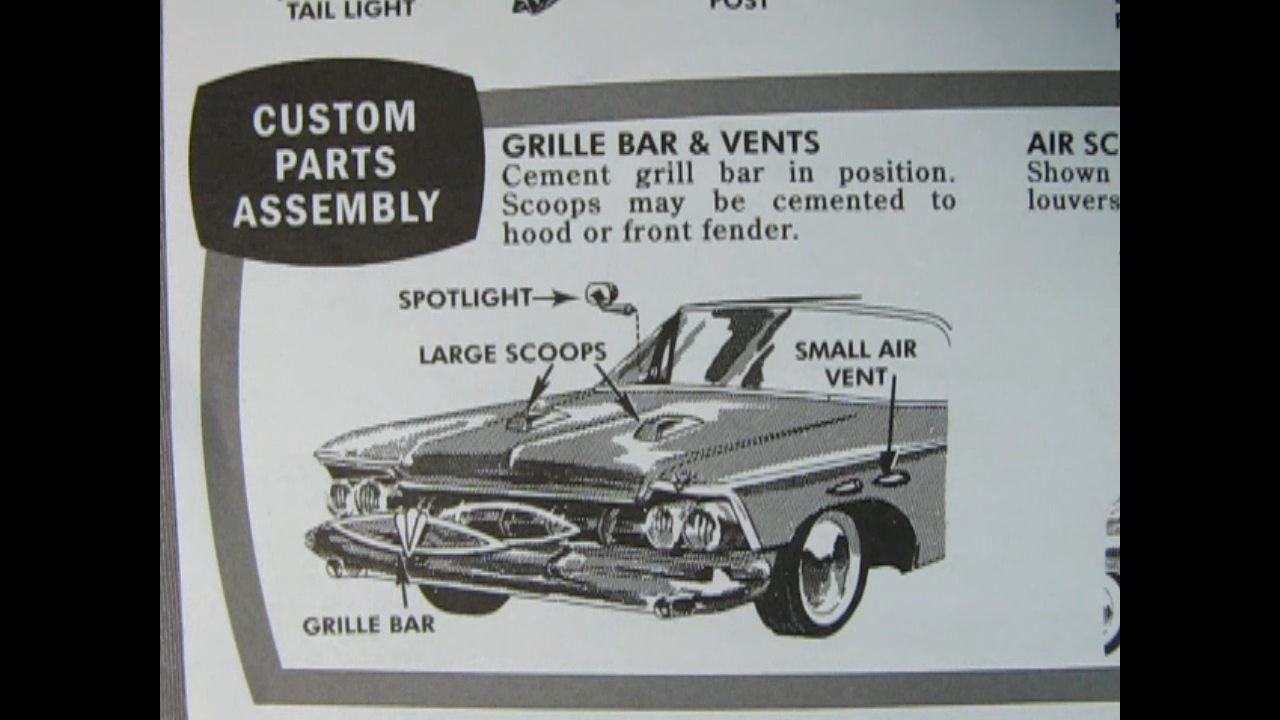 TAIL LIGHT
POST
CUSTOM
PARTS
ASSEMBLY
GRILLE BAR & VENTS
Cement grill bar in position.
Scoops may be cemented to
hood or front fender.
AIR SC
Shown
louvers
SPOTLIGHT
LARGE SCOOPS
SMALL AIR
VENT
GRILLE BAR